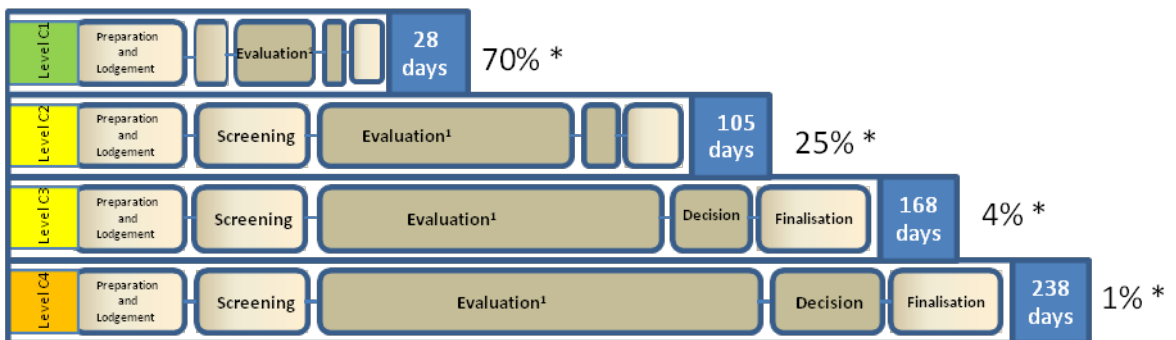 Level C1
Preparation
and
Lodgement
Evaluation¹
28
days
70% *
Level C2
Preparation
and
Lodgement
Screening
Evaluation¹
105
days
25% *
Level C3
Preparation
and
Lodgement
Screening
Evaluation¹
Decision
Finalisation
168
days
4% *
Level C4
Preparation
and
Lodgement
Screening
Evaluation¹
Decision
Finalisation
238
days
1% *